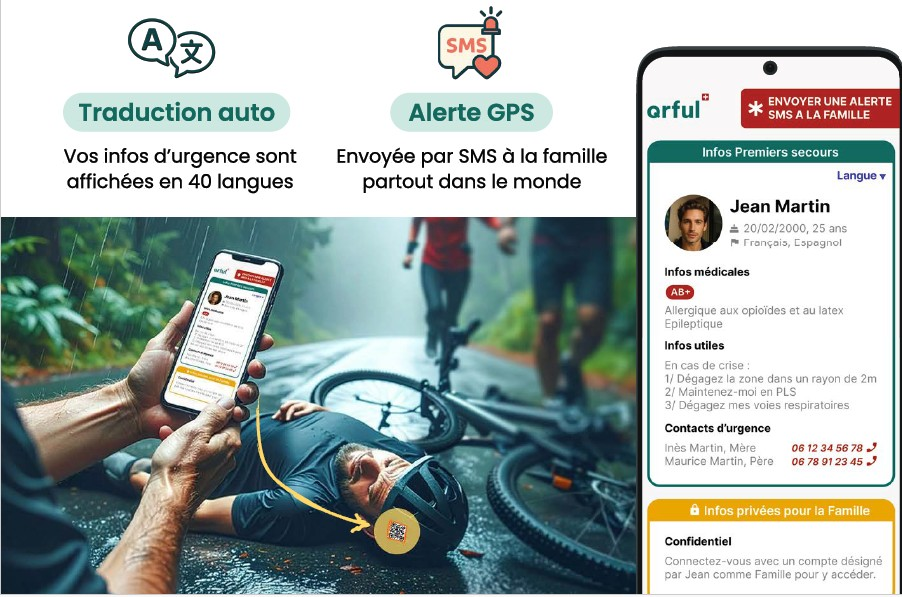 A 文
SMS
Traduction auto
Vos infos d'urgence sont
affichées en 40 langues
Alerte GPS
Envoyée par SMS à la famille
partout dans le monde
arful
ENVOYER UNE ALERTE
SMS A LA FAMILLE
Infos Premiers secours
Langue
Jean Martin
20/02/2000, 25 ans
Français, Espagnol
Infos médicales
AB+
Allergique aux opioïdes et au latex
Epileptique
Infos utiles
En cas de crise :
1/ Dégagez la zone dans un rayon de 2m
2/ Maintenez-moi en PLS
3/ Dégagez mes voies respiratoires
Contacts d'urgence
Inès Martin, Mère 06 12 34 56 78
Maurice Martin, Père 06 78 91 23 45
Infos privées pour la Famille
Confidentiel
Connectez-vous avec un compte désigné
par Jean comme Famille pour y accéder.
arful
Jean Martin